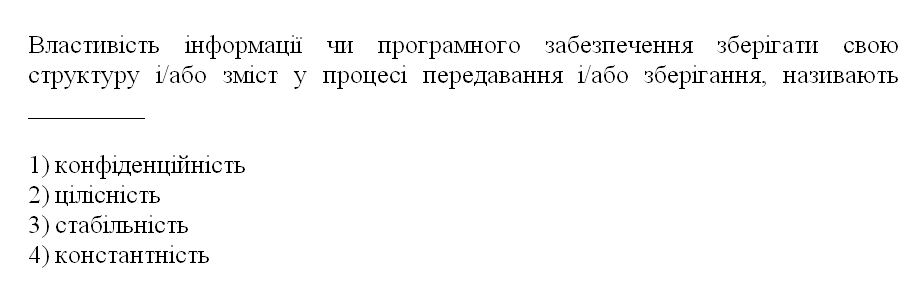 Властивість інформації чи програмного забезпечення зберігати свою
структуру і/або зміст у процесі передавання і/або зберігання, називають
_________
1) конфіденційність
2) цілісність
3) стабільність
4) константність